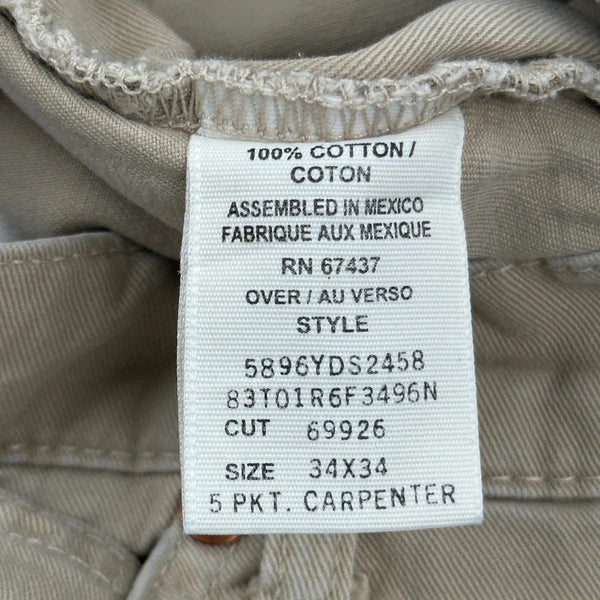 100% COTTON /
COTON
ASSEMBLED IN MEXICO
FABRIQUE AUX MEXIQUE
RN 67437
OVER / AU VERSO
STYLE
5896YDS2458
83T01R6F3496N
CUT 69926
SIZE 34X34
5 PKT. CARPENTER